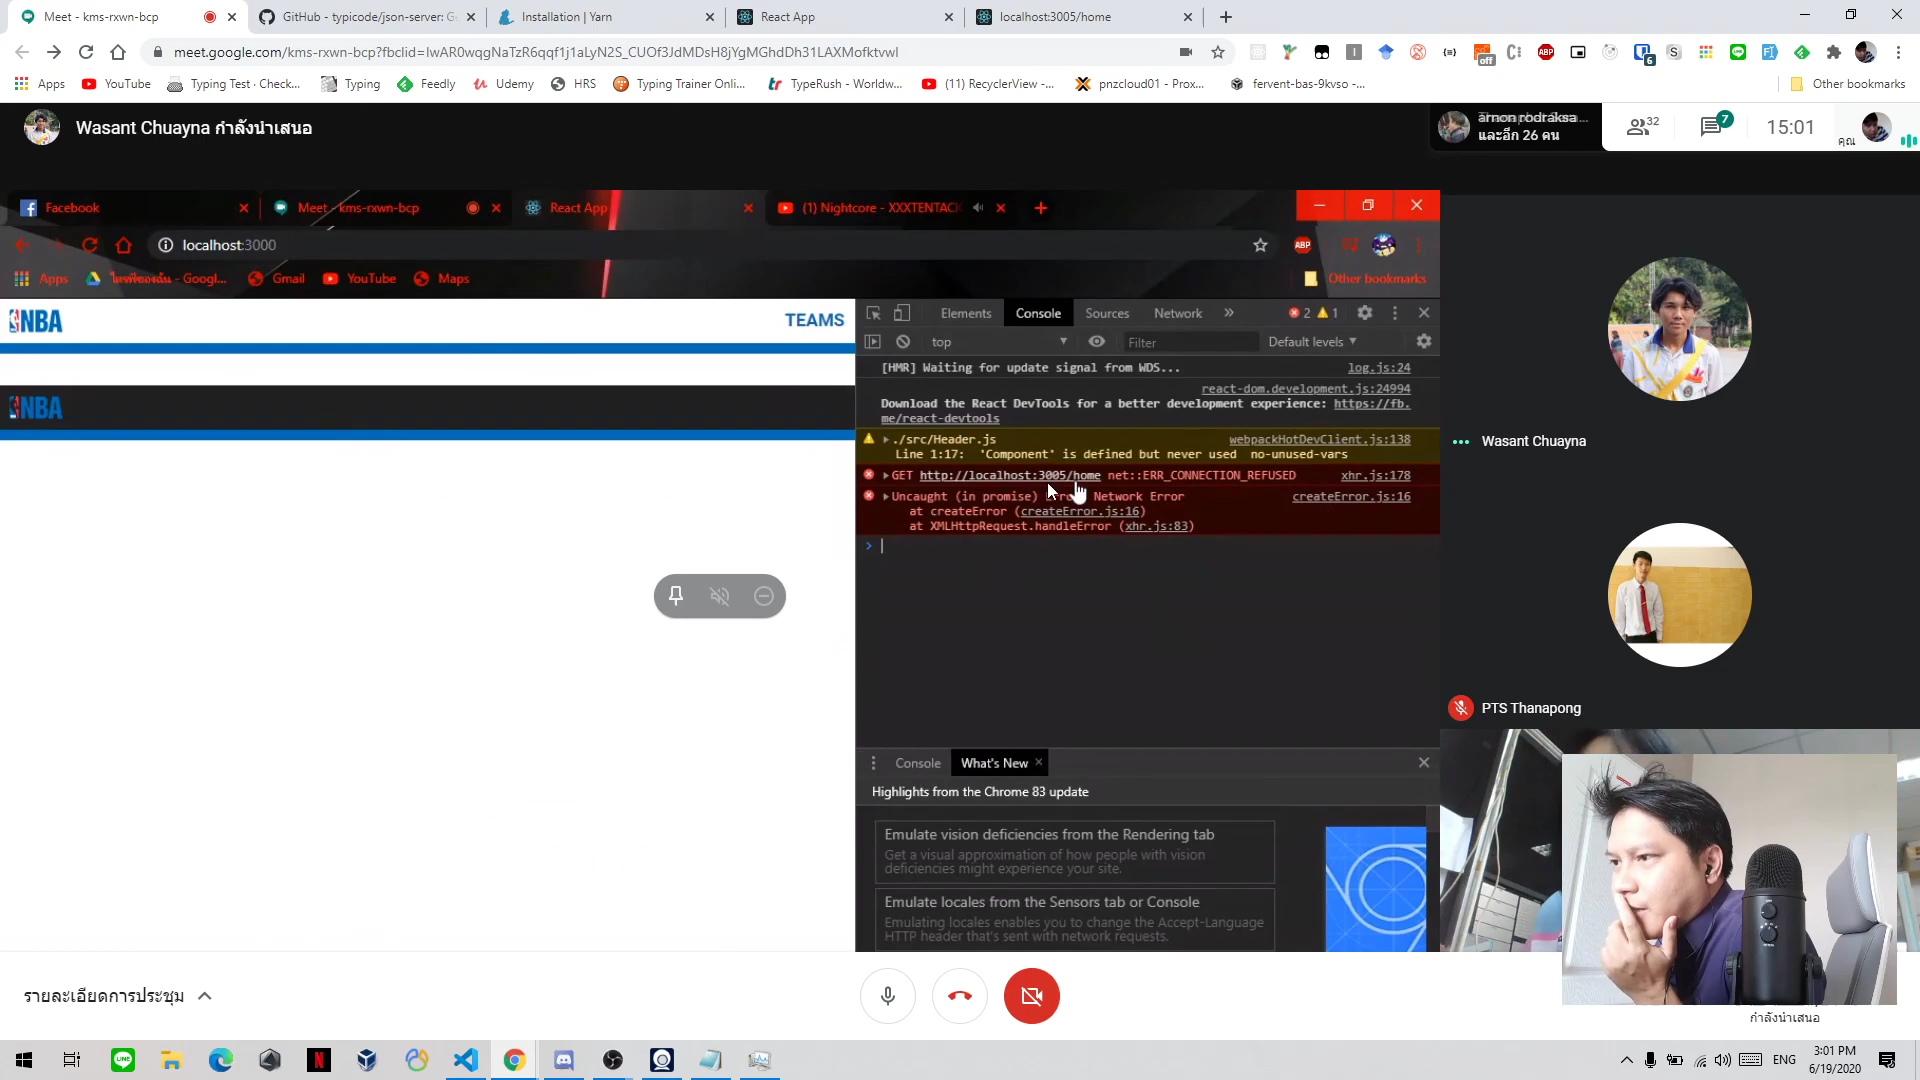 Meet - kms-rxwn-bcp
GitHub - typicode/json-server: Ge
Installation | Yarn
React App
localhost:3005/home
meet.google.com/kms-rxwn-bcp?fbclid=IwAR0wqgNaTzR6qqf1j1aLyN2S_CUOf3JdMDsH8jYgMGhdDh31LAXMofktvwI
Apps
YouTube
Typing Test · Check...
Typing
Feedly
Udemy
HRS
Typing Trainer Onli...
TypeRush - Worldw...
(11) RecyclerView -...
pnzcloud01 - Prox...
fervent-bas-9kvso -...
Other bookmarks
Wasant Chuayna กำลังนำเสนอ
และอีก 26 คน
32
7
15:01
คุณ
Facebook
Meet - kms-rxwn-bcp
React App
(1) Nightcore - XXXTENTACI
localhost:3000
Apps
Gmail
YouTube
Maps
Other bookmarks
NBA
TEAMS
NBA
Elements
Console
Sources
Network
2
1
top
Filter
Default levels
[HMR] Waiting for update signal from WDS...
log.js:24
react-dom.development.js:24994
Download the React DevTools for a better development experience: https://fb.
me/react-devtools
./src/Header.js
webpackHotDevClient.js:138
Line 1:17: 'Component' is defined but never used no-unused-vars
GET http://localhost:3005/home net::ERR_CONNECTION_REFUSED
xhr.js:178
Uncaught (in promise) Network Error
createError.js:16
at createError (createError.js:16)
at XMLHttpRequest.handleError (xhr.js:83)
Console
What's New
Highlights from the Chrome 83 update
Emulate vision deficiencies from the Rendering tab
Get a visual approximation of how people with vision
deficiencies might experience your site.
Emulate locales from the Sensors tab or Console
Emulating locales enables you to change the Accept-Language
HTTP header that's sent with network requests.
Wasant Chuayna
PTS Thanapong
รายละเอียดการประชุม
กำลังนำเสนอ
ENG
3:01 PM
6/19/2020